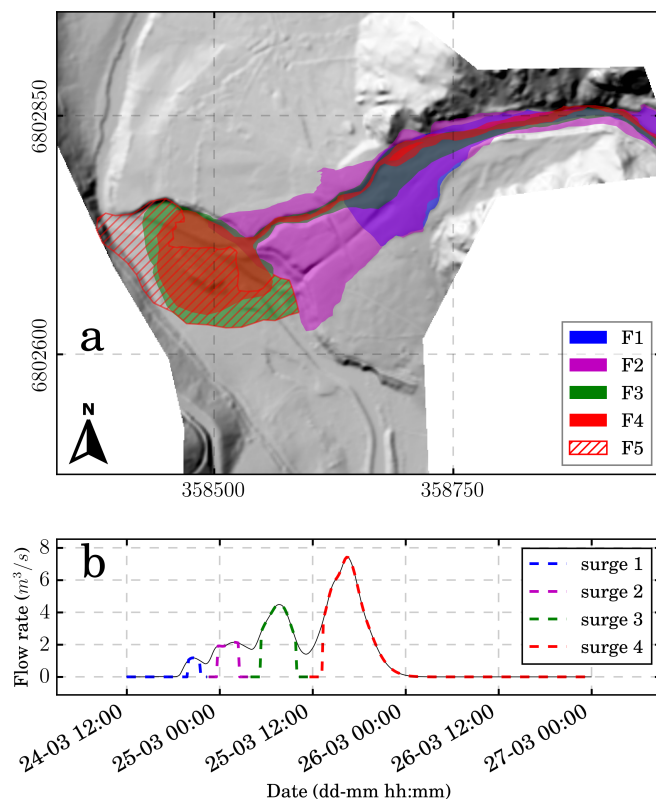 6802850
6802600
a
N
F1
F2
F3
F4
F5
358500
358750
b
Flow rate (m³/s)
8
6
4
2
0
surge 1
surge 2
surge 3
surge 4
24-03 12:00
25-03 00:00
25-03 12:00
26-03 00:00
26-03 12:00
27-03 00:00
Date (dd-mm hh:mm)